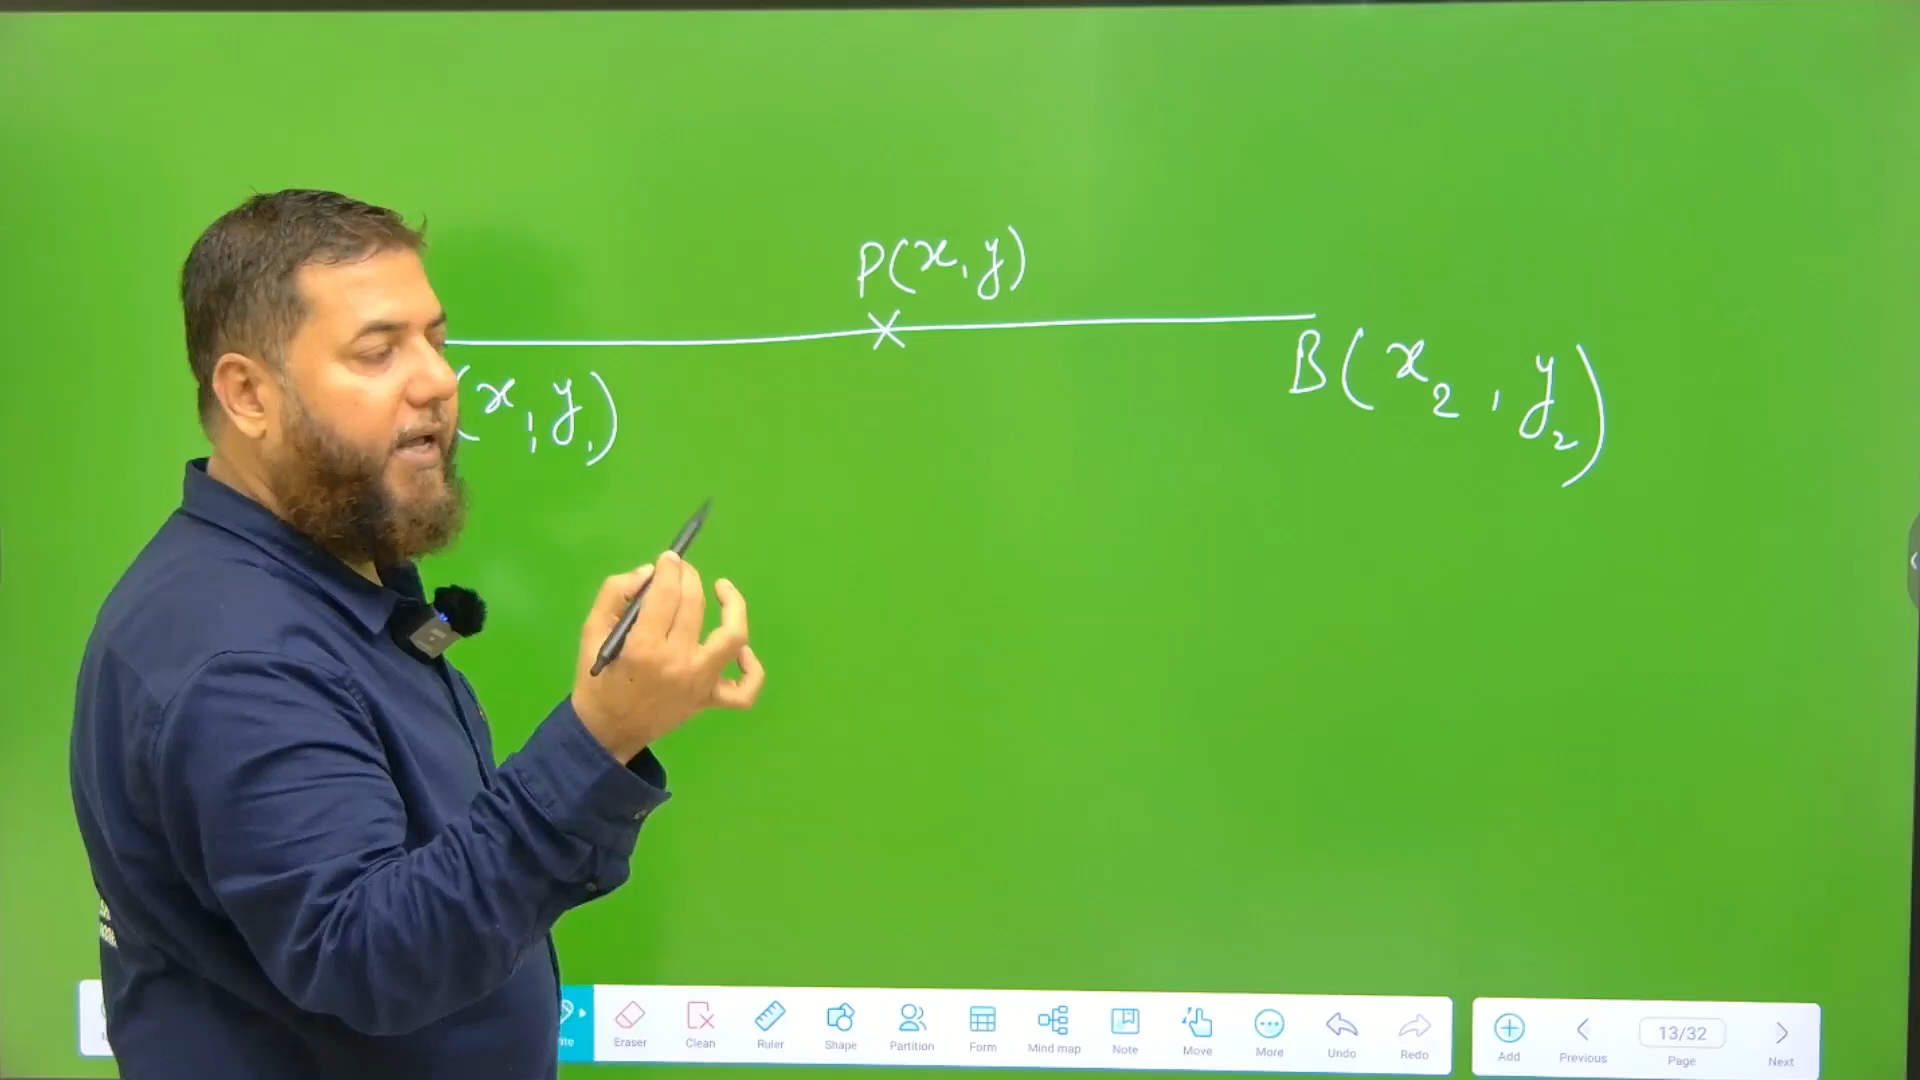 P(x, y)
(x₁, y₁)
B(x₂, y₂)
Eraser Clean Ruler Shape Partition Form Mind map Note Move More Undo Redo
Add Previous 13/32 Page Next